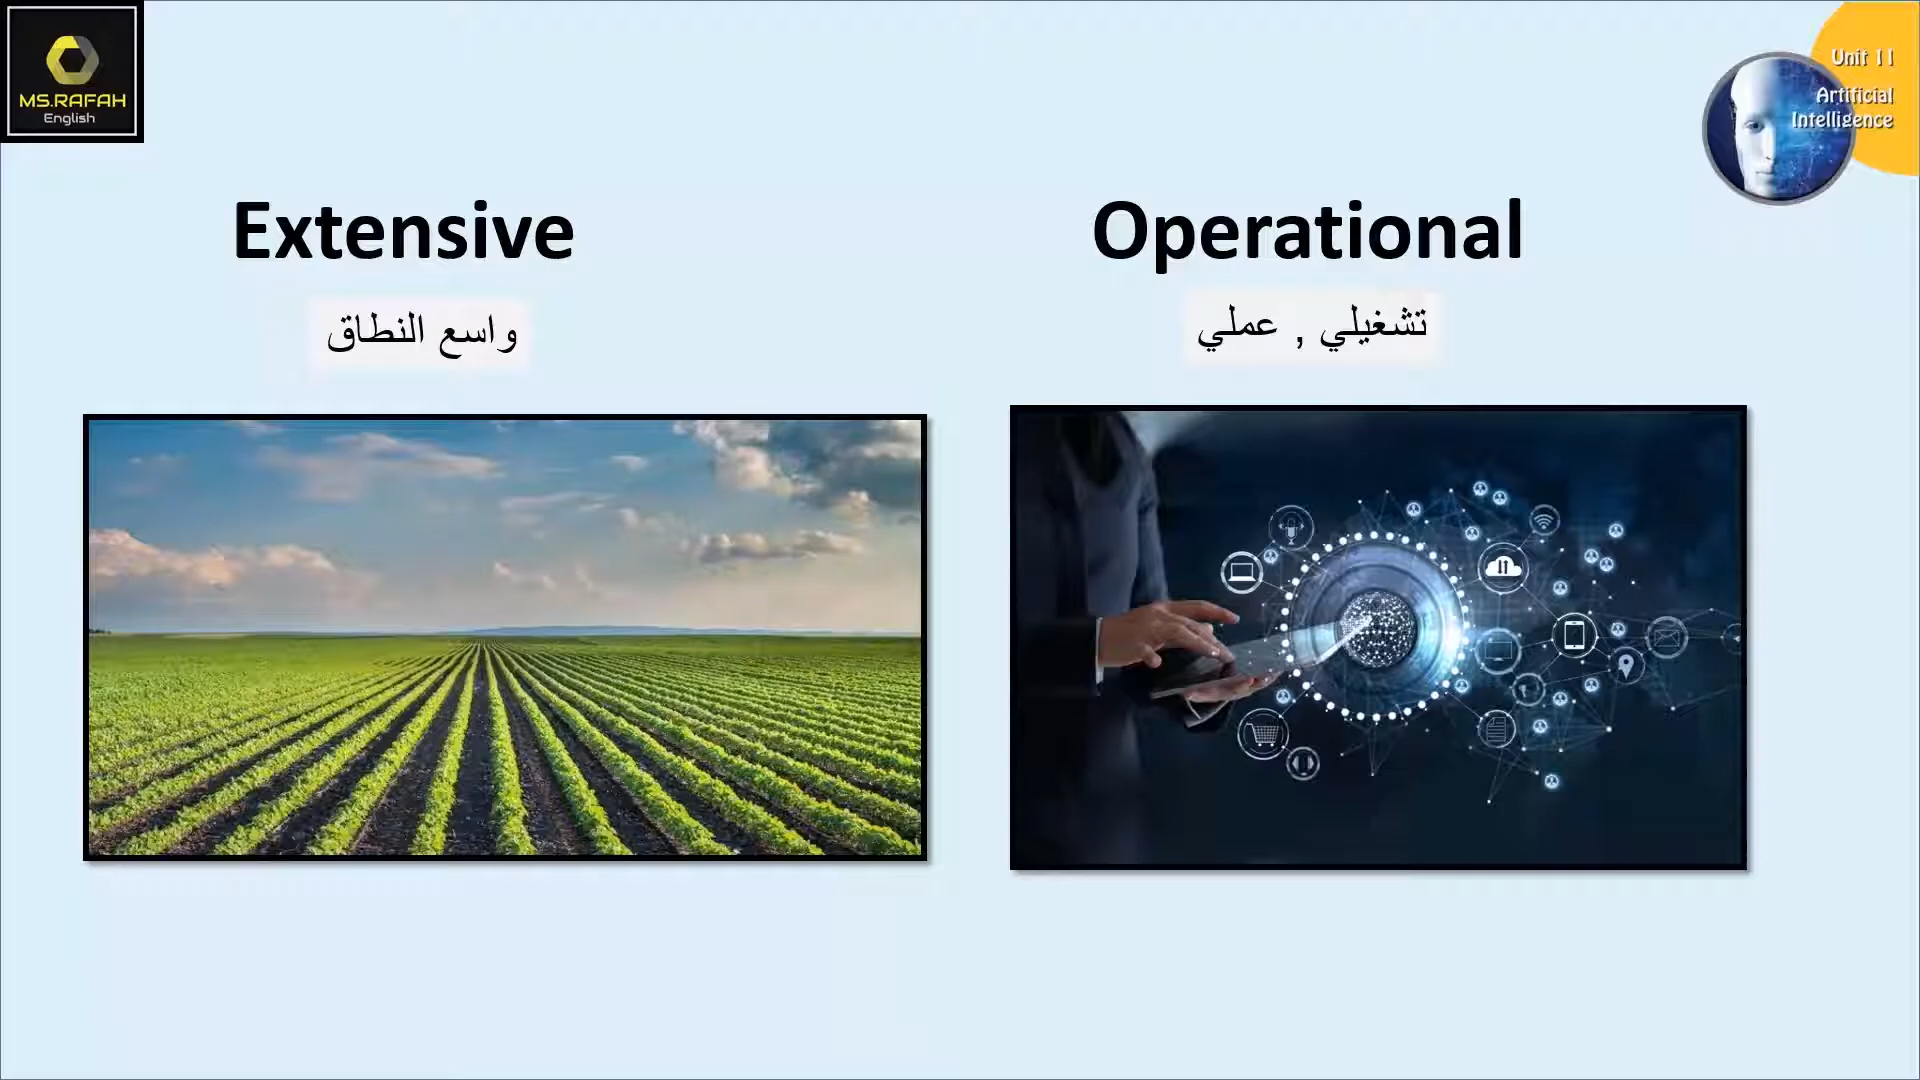 MS.RAFAH
English
Unit 11
Artificial
Intelligence
Extensive
واسع النطاق
Operational
تشغيلي , عملي